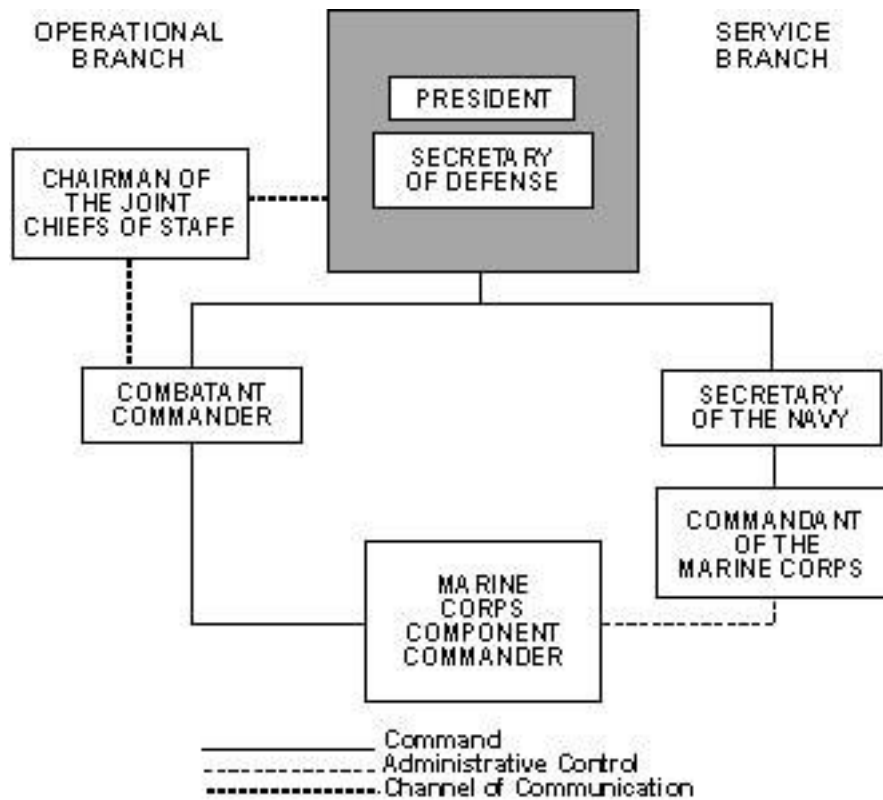 OPERATIONAL
BRANCH
SERVICE
BRANCH
PRESIDENT
SECRETARY
OF DEFENSE
CHAIRMAN OF
THE JOINT
CHIEFS OF STAFF
COMBATANT
COMMANDER
SECRETARY
OF THE NAVY
COMMANDANT
OF THE
MARINE CORPS
MARINE
CORPS
COMPONENT
COMMANDER
Command
Administrative Control
Channel of Communication